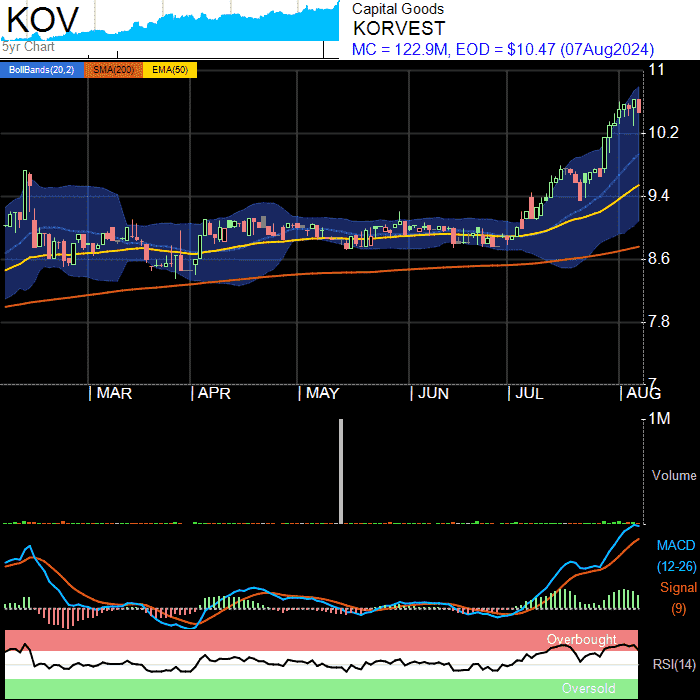 KOV
Capital Goods
KORVEST
5yr Chart
MC = 122.9M, EOD = $10.47 (07Aug2024)
BollBands(20,2) SMA(200) EMA(50)
11
10.2
9.4
8.6
7.8
7
MAR APR MAY JUN JUL AUG
1M
Volume
MACD
(12-26)
Signal
(9)
Overbought
RSI(14)
Oversold